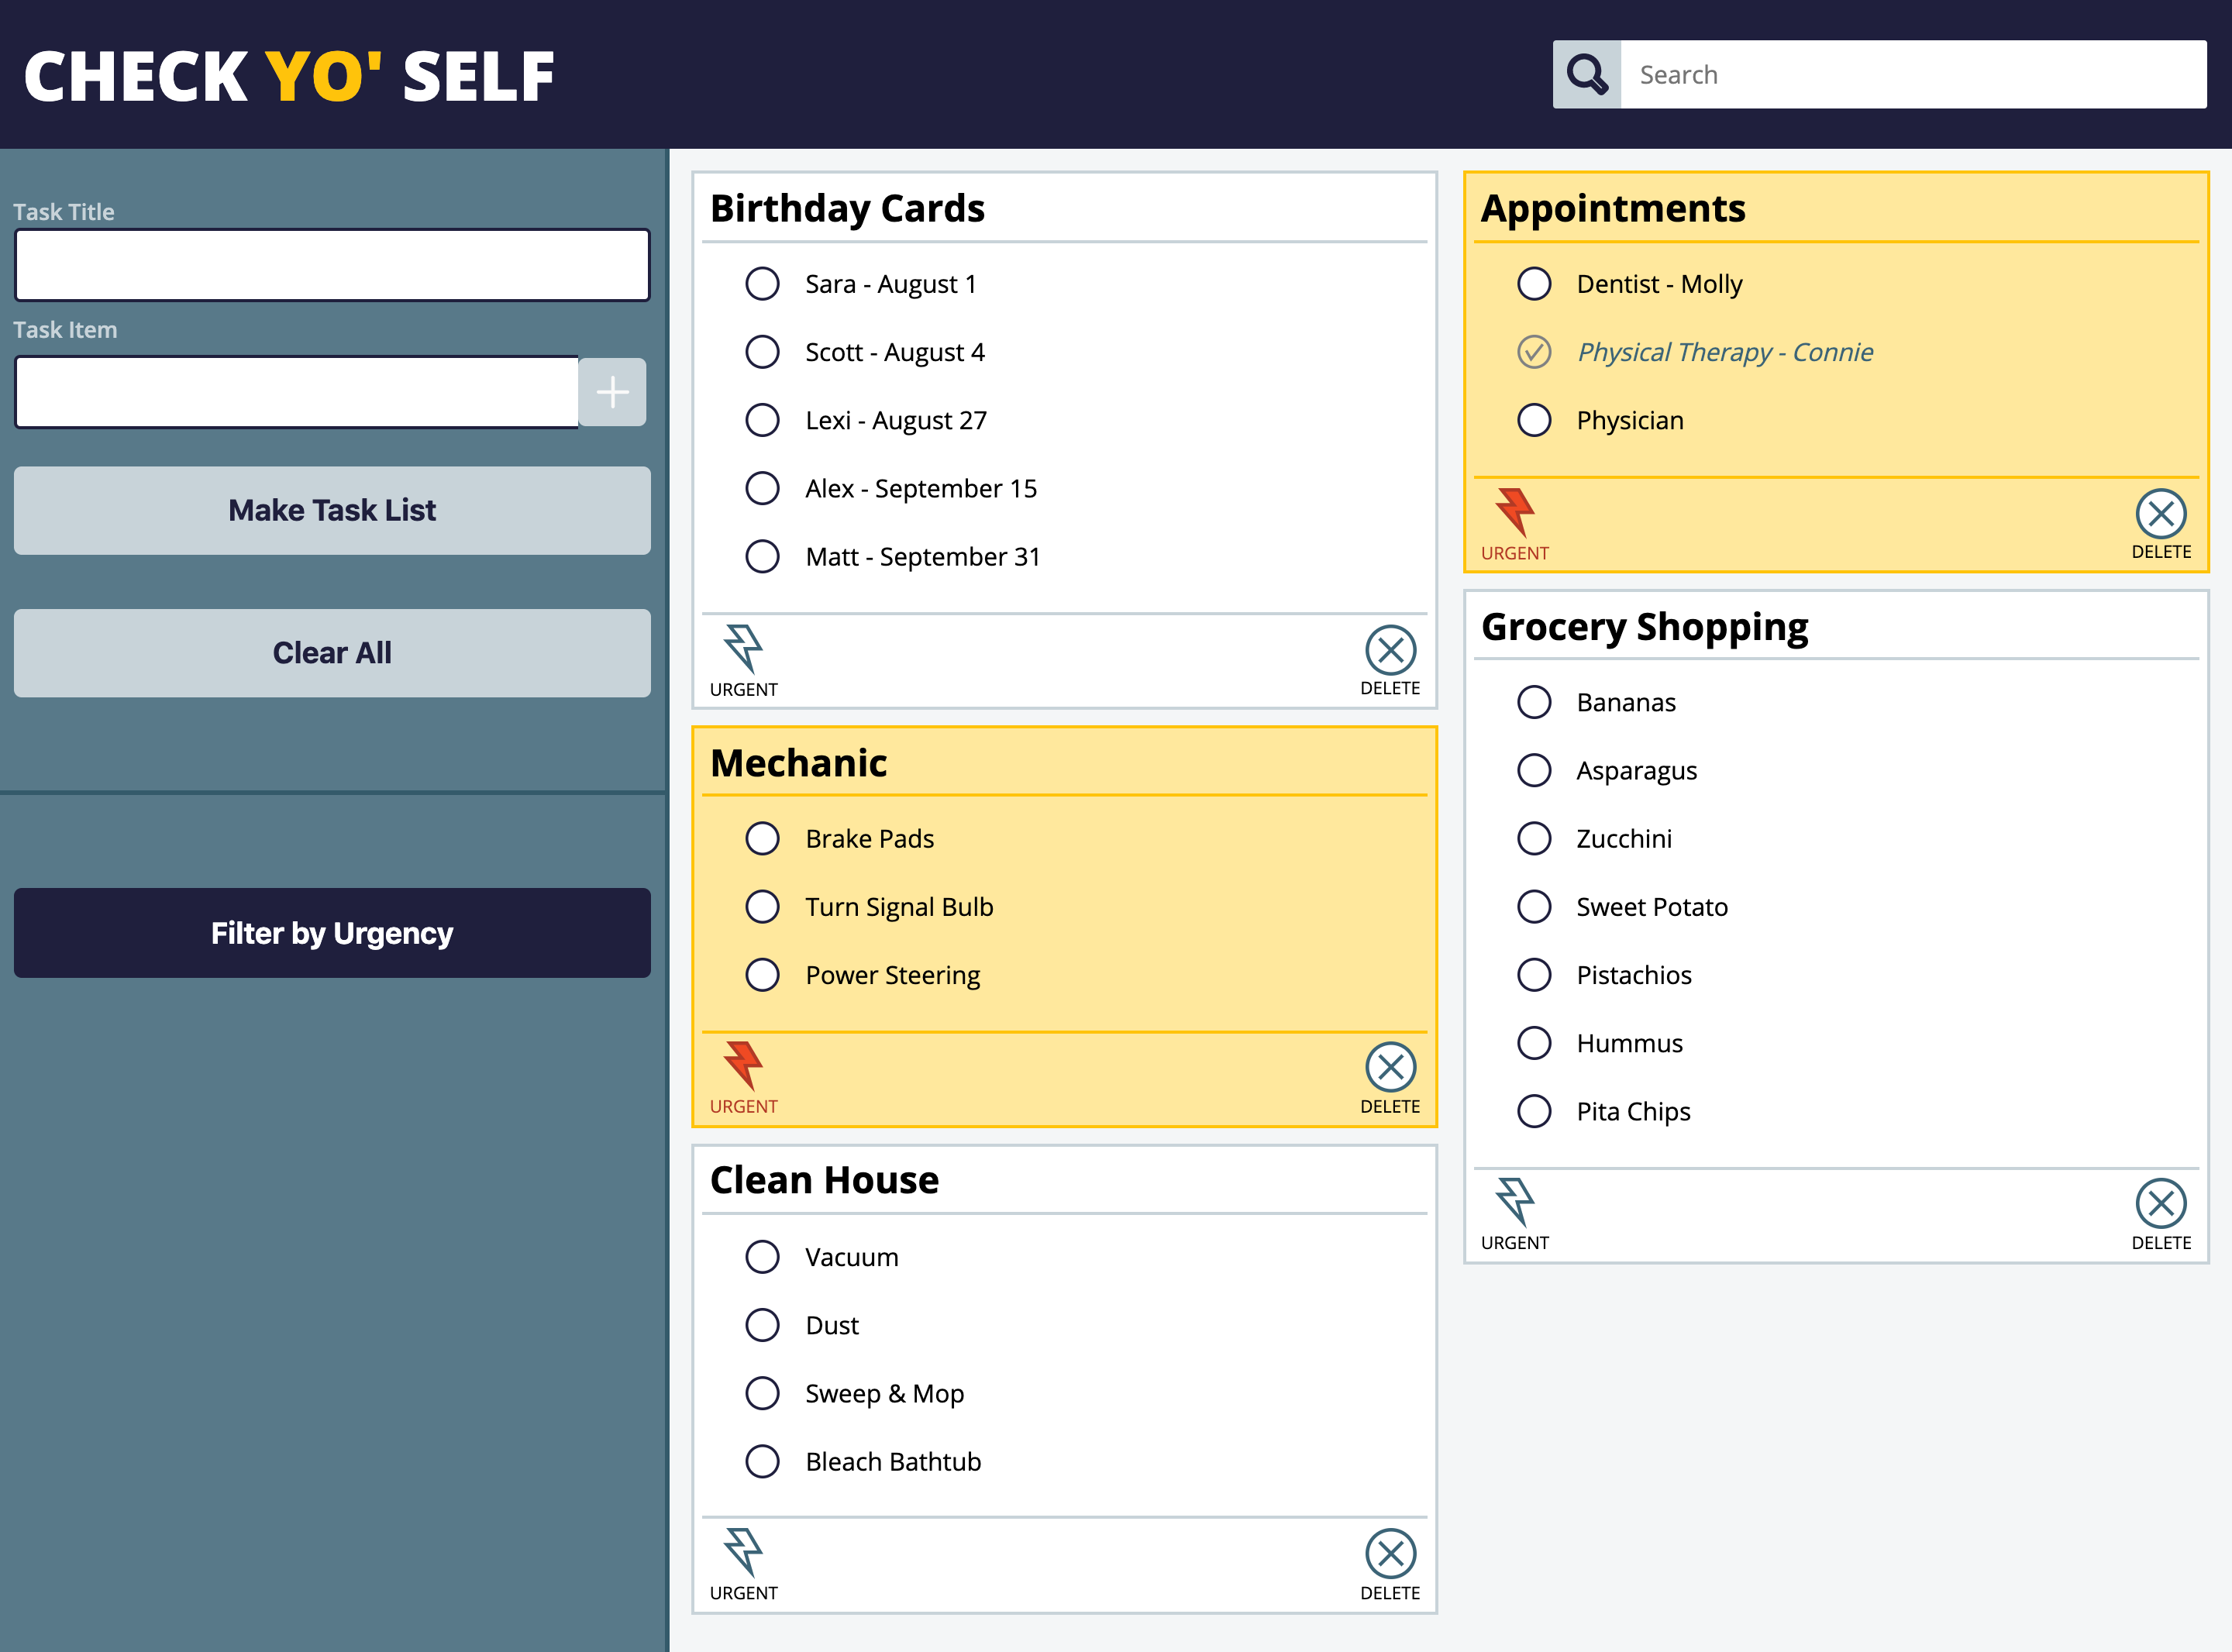 CHECK YO' SELF
Search
Task Title
Task Item
Make Task List
Clear All
Filter by Urgency
Birthday Cards
Sara - August 1
Scott - August 4
Lexi - August 27
Alex - September 15
Matt - September 31
URGENT
DELETE
Mechanic
Brake Pads
Turn Signal Bulb
Power Steering
URGENT
DELETE
Clean House
Vacuum
Dust
Sweep & Mop
Bleach Bathtub
URGENT
DELETE
Appointments
Dentist - Molly
Physical Therapy - Connie
Physician
URGENT
DELETE
Grocery Shopping
Bananas
Asparagus
Zucchini
Sweet Potato
Pistachios
Hummus
Pita Chips
URGENT
DELETE